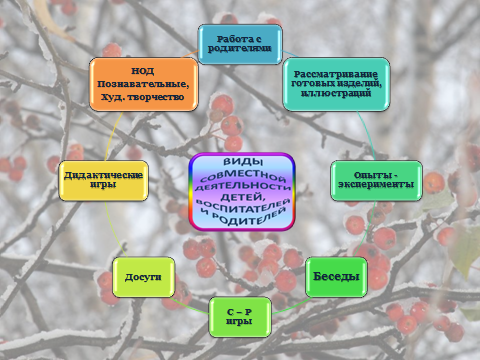 Работа с
родителями
Рассматривание
готовых изделий,
иллюстраций
Опыты -
эксперименты
Беседы
С – Р
игры
Досуги
Дидактические
игры
НОД
Познавательные,
Худ. творчество
ВИДЫ
СОВМЕСТНОЙ
ДЕЯТЕЛЬНОСТИ
ДЕТЕЙ,
ВОСПИТАТЕЛЕЙ
И РОДИТЕЛЕЙ